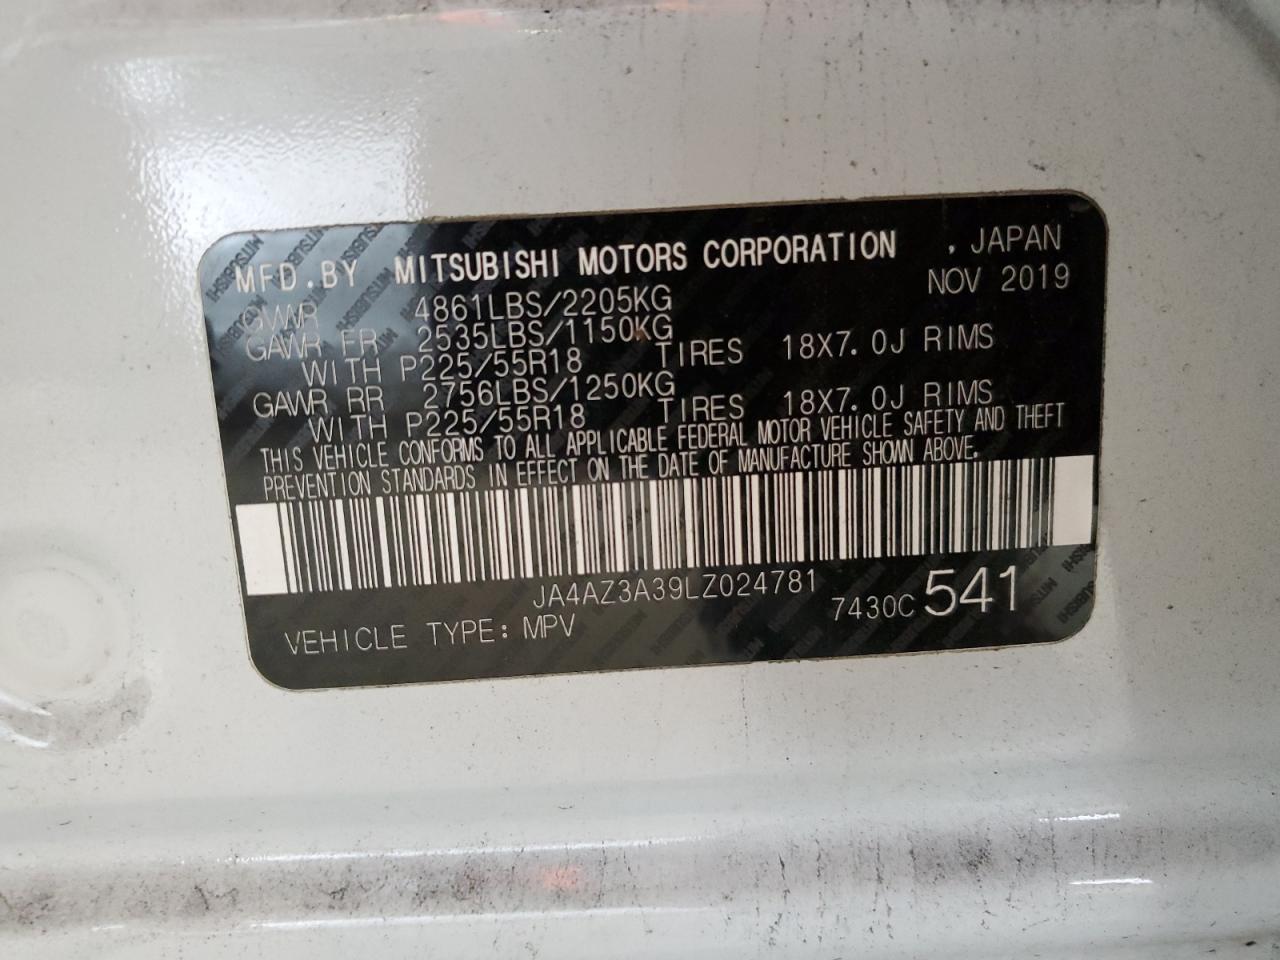 MFD.BY MITSUBISHI MOTORS CORPORATION , JAPAN
NOV 2019
GVWR 4861LBS/2205KG
GAWR FR 2535LBS/1150KG
WITH P225/55R18 TIRES 18X7.0J RIMS
GAWR RR 2756LBS/1250KG
WITH P225/55R18 TIRES 18X7.0J RIMS
THIS VEHICLE CONFORMS TO ALL APPLICABLE FEDERAL MOTOR VEHICLE SAFETY AND THEFT
PREVENTION STANDARDS IN EFFECT ON THE DATE OF MANUFACTURE SHOWN ABOVE.
JA4AZ3A39LZ024781
7430C 541
VEHICLE TYPE: MPV